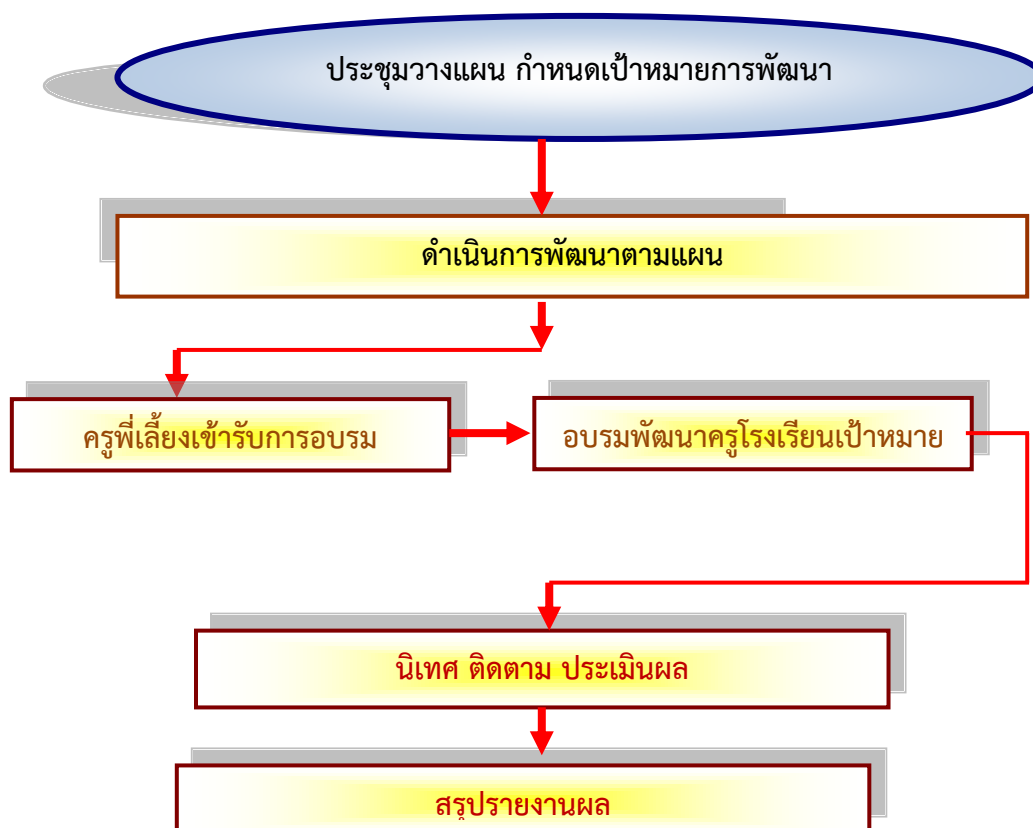 ประชุมวางแผน กำหนดเป้าหมายการพัฒนา
ดำเนินการพัฒนาตามแผน
ครูพี่เลี้ยงเข้ารับการอบรม
อบรมพัฒนาครูโรงเรียนเป้าหมาย
นิเทศ ติดตาม ประเมินผล
สรุปรายงานผล